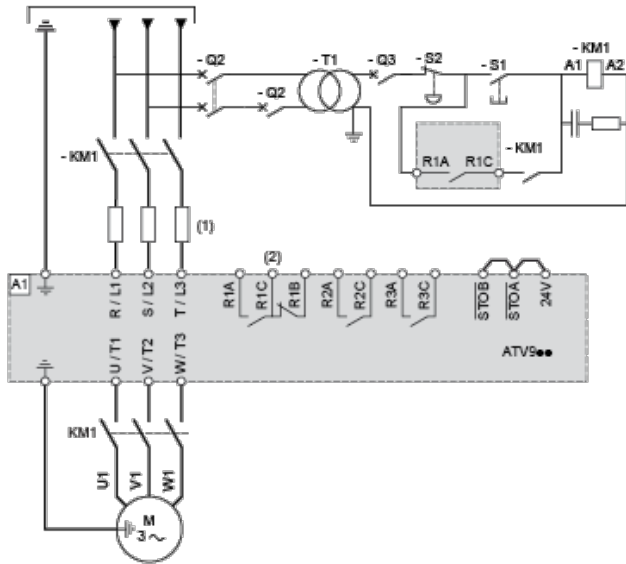 - Q2
- T1
- Q3
- S2
- S1
- KM1
A1
A2
- Q2
- KM1
R1A
R1C
- KM1
(1)
(2)
A1
R / L1
S / L2
T / L3
R1A
R1C
R1B
R2A
R2C
R3A
R3C
STOB
STOA
24V
U / T1
V / T2
W / T3
ATV9●●
KM1
U1
V1
W1
M
3 ~